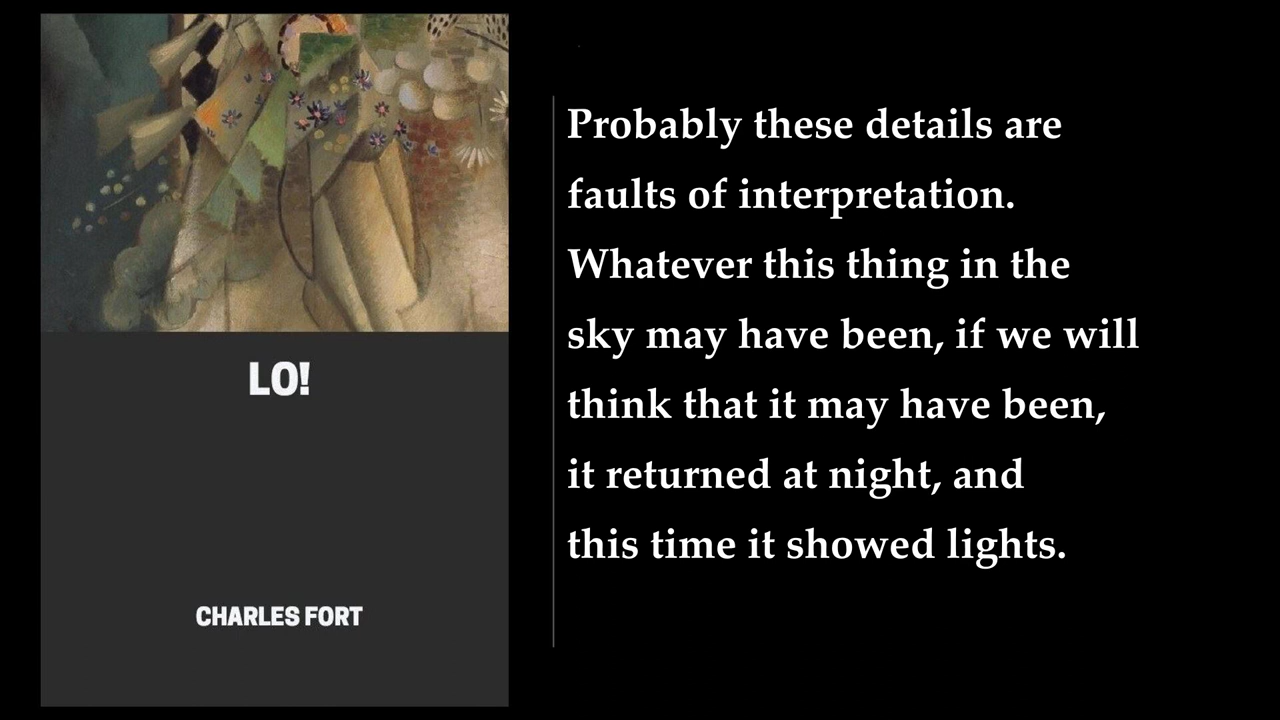 LO!
CHARLES FORT
Probably these details are
faults of interpretation.
Whatever this thing in the
sky may have been, if we will
think that it may have been,
it returned at night, and
this time it showed lights.